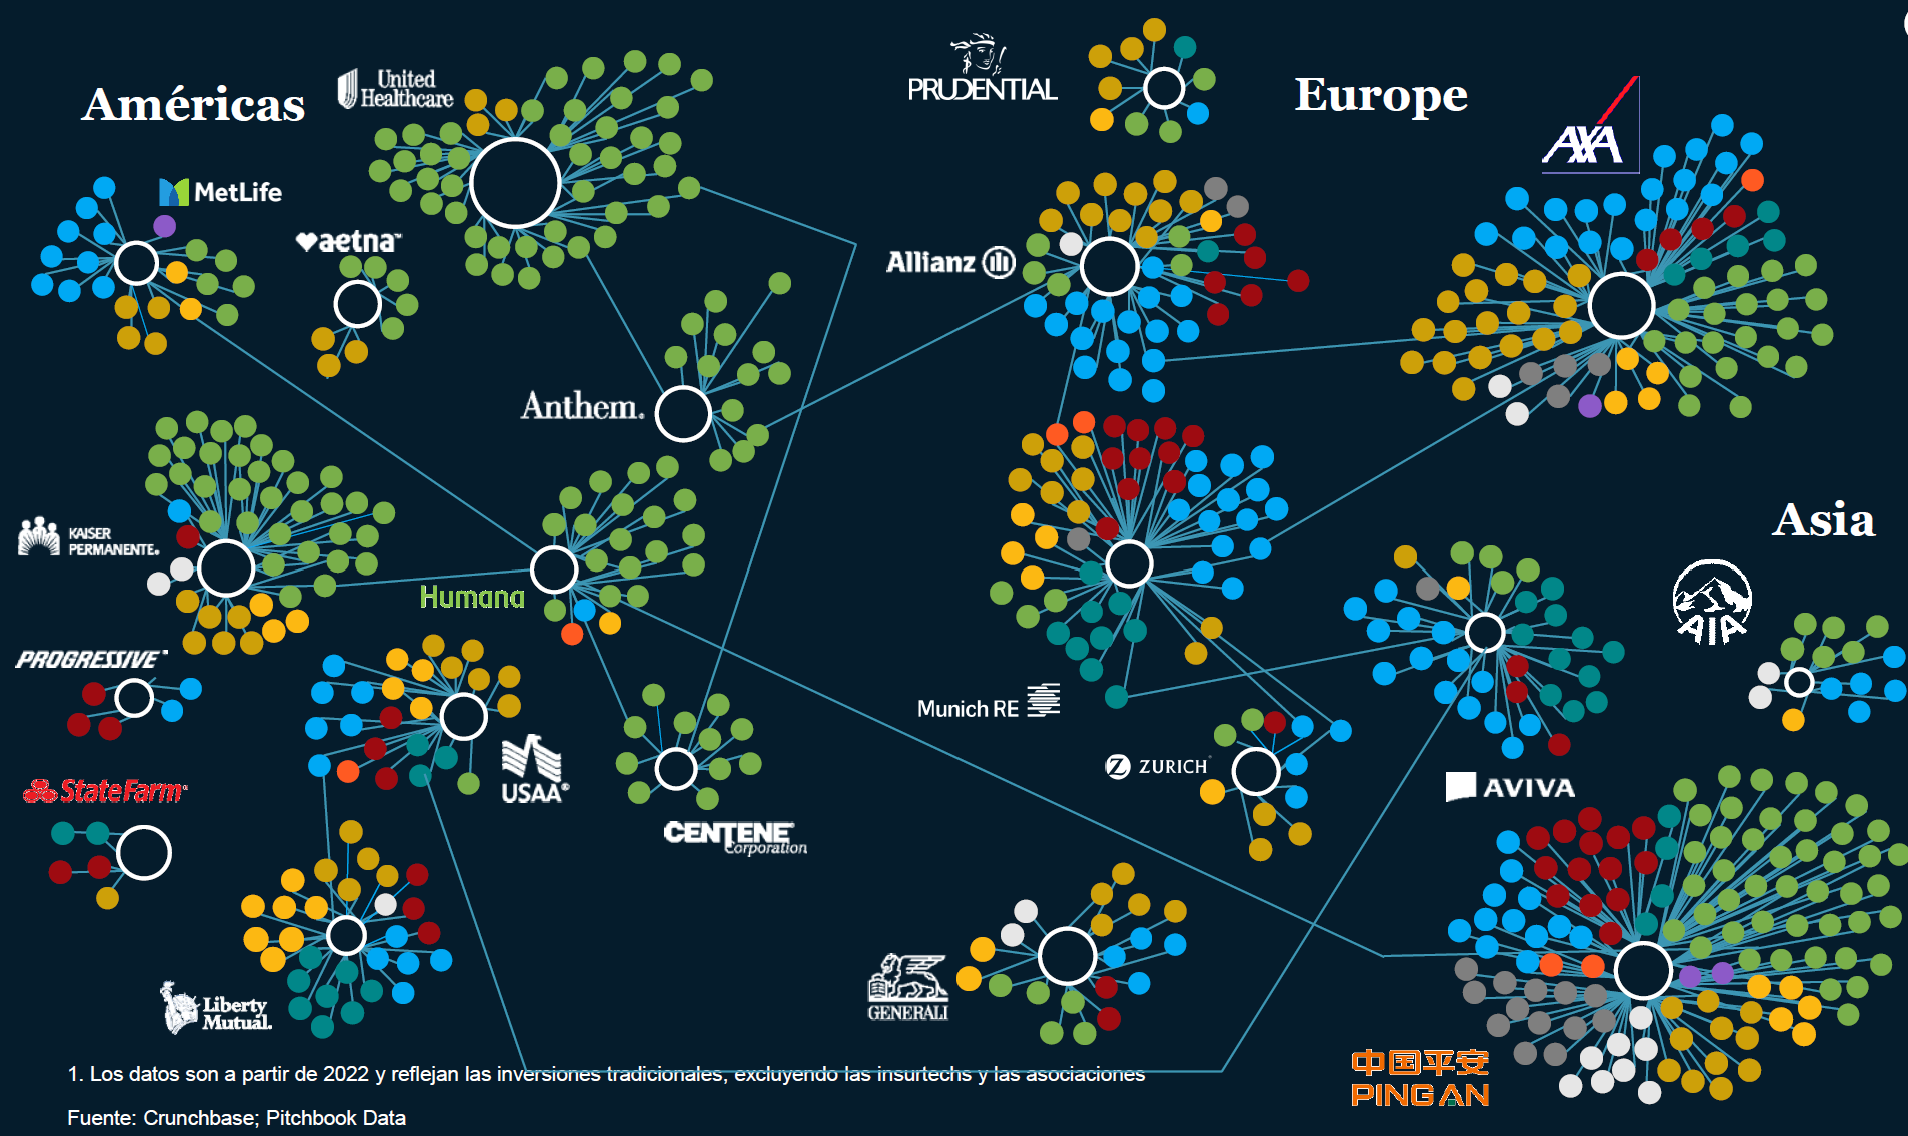 Américas
United
Healthcare
MetLife
aetna™
Anthem.
KAISER
PERMANENTE®
Humana
PROGRESSIVE
StateFarm®
USAA®
CENTENE®
Corporation
Liberty
Mutual.
PRUDENTIAL
Europe
AXA
Allianz
Munich RE
ZURICH
GENERALI
AVIVA
Asia
AIA
中国平安
PING AN
1. Los datos son a partir de 2022 y reflejan las inversiones tradicionales, excluyendo las insurtechs y las asociaciones
Fuente: Crunchbase; Pitchbook Data